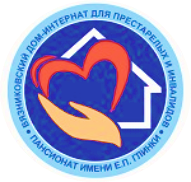 ВЯЗНИКОВСКИЙ ДОМ-ИНТЕРНАТ ДЛЯ ПРЕСТАРЕЛЫХ И ИНВАЛИДОВ
• ПАНСИОНАТ ИМЕНИ Е.П. ГЛИНКИ •